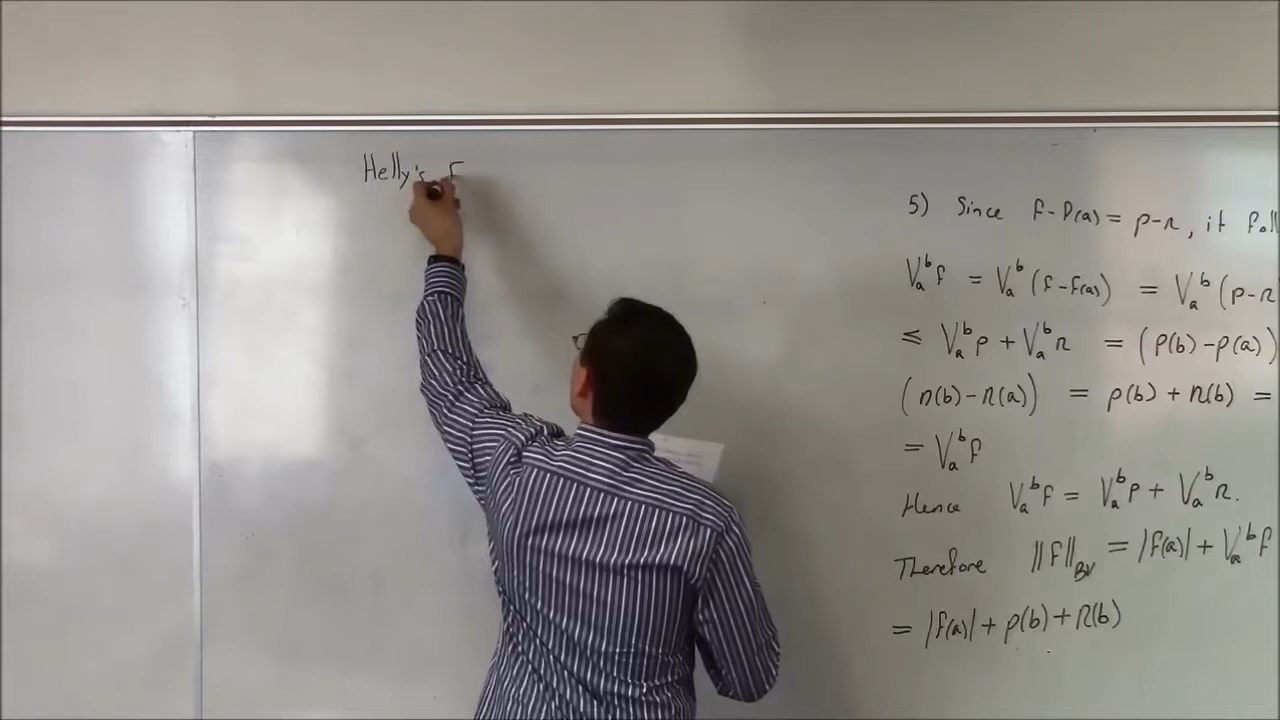 Helly's F
5) Since f-f(a) = p-n, it foll
V_a^b f = V_a^b (f-f(a)) = V_a^b (p-n
≤ V_a^b p + V_a^b n = (p(b)-p(a))
(n(b)-n(a)) = p(b) + n(b) =
= V_a^b f
Hence V_a^b f = V_a^b p + V_a^b n.
Therefore ||f||_BV = |f(a)| + V_a^b f
= |f(a)| + p(b) + n(b)